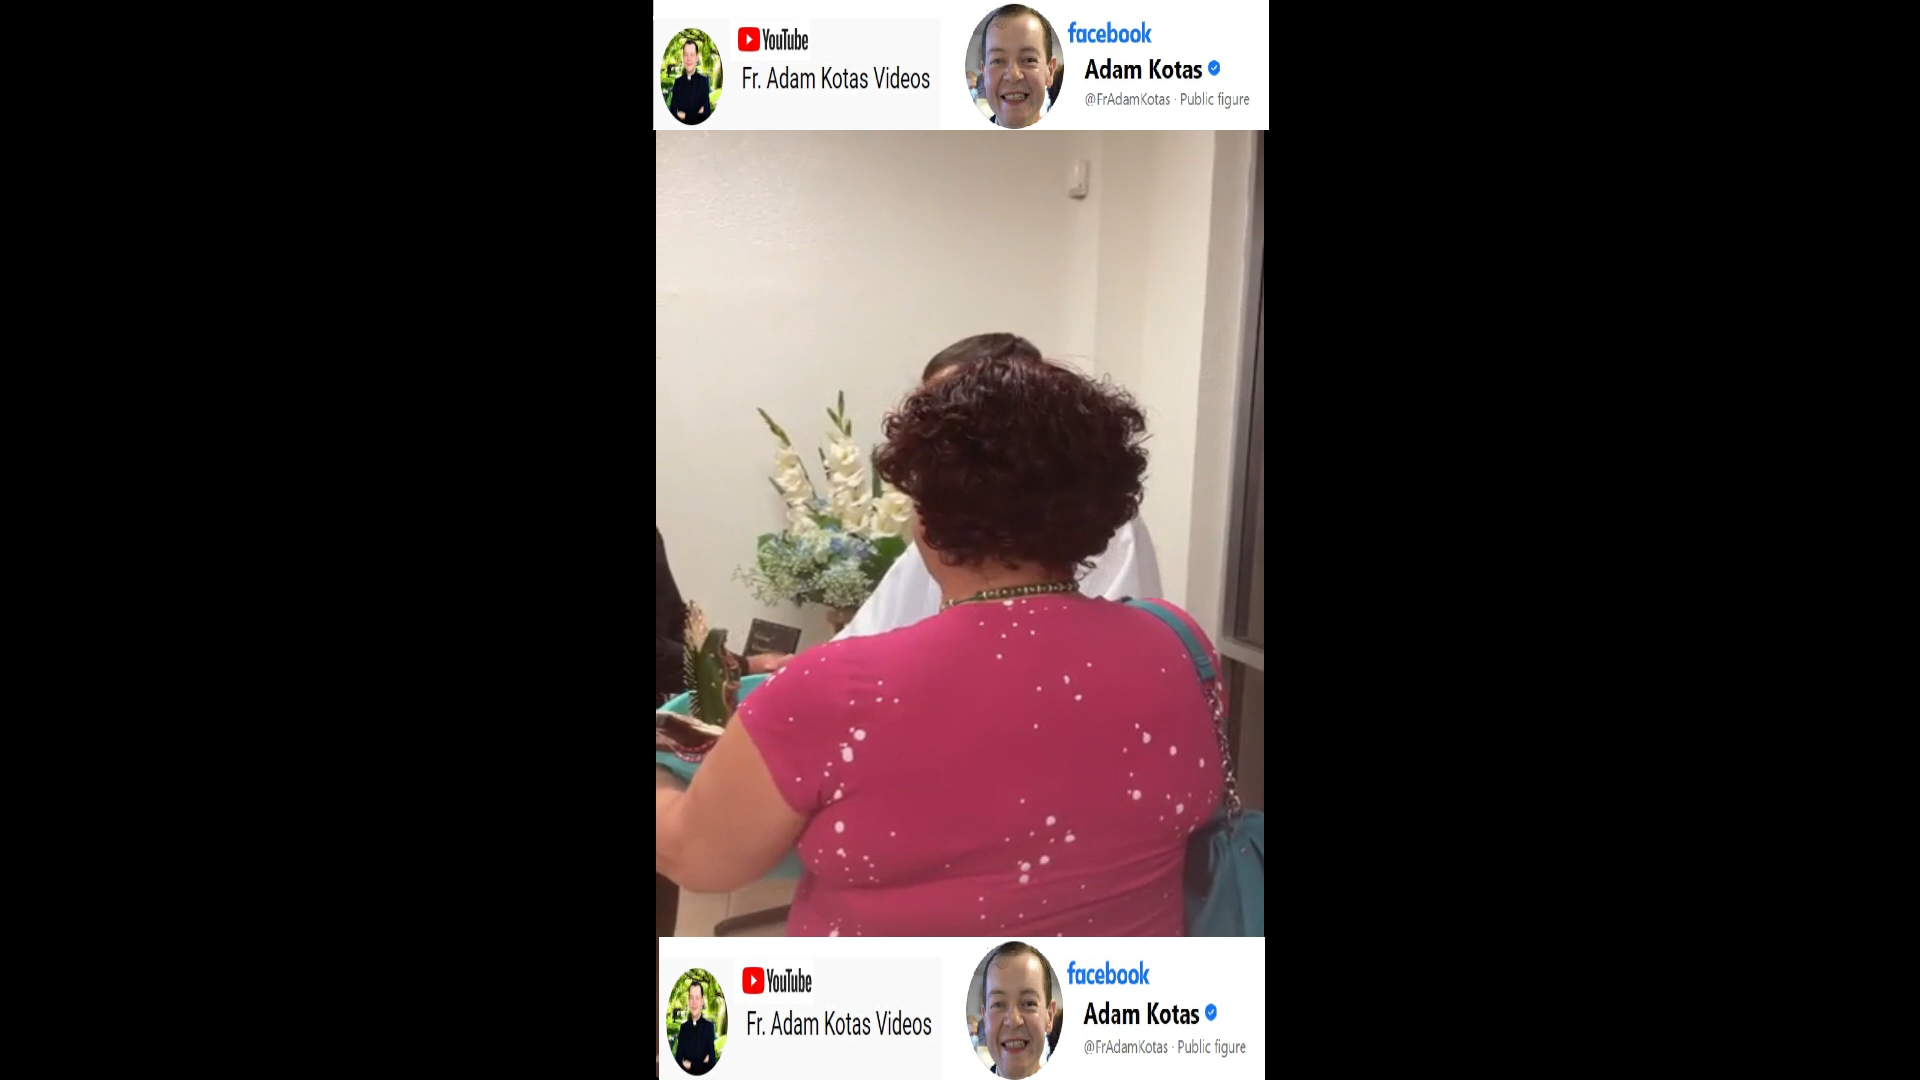 YouTube
Fr. Adam Kotas Videos
facebook
Adam Kotas
@FrAdamKotas · Public figure
YouTube
Fr. Adam Kotas Videos
facebook
Adam Kotas
@FrAdamKotas · Public figure